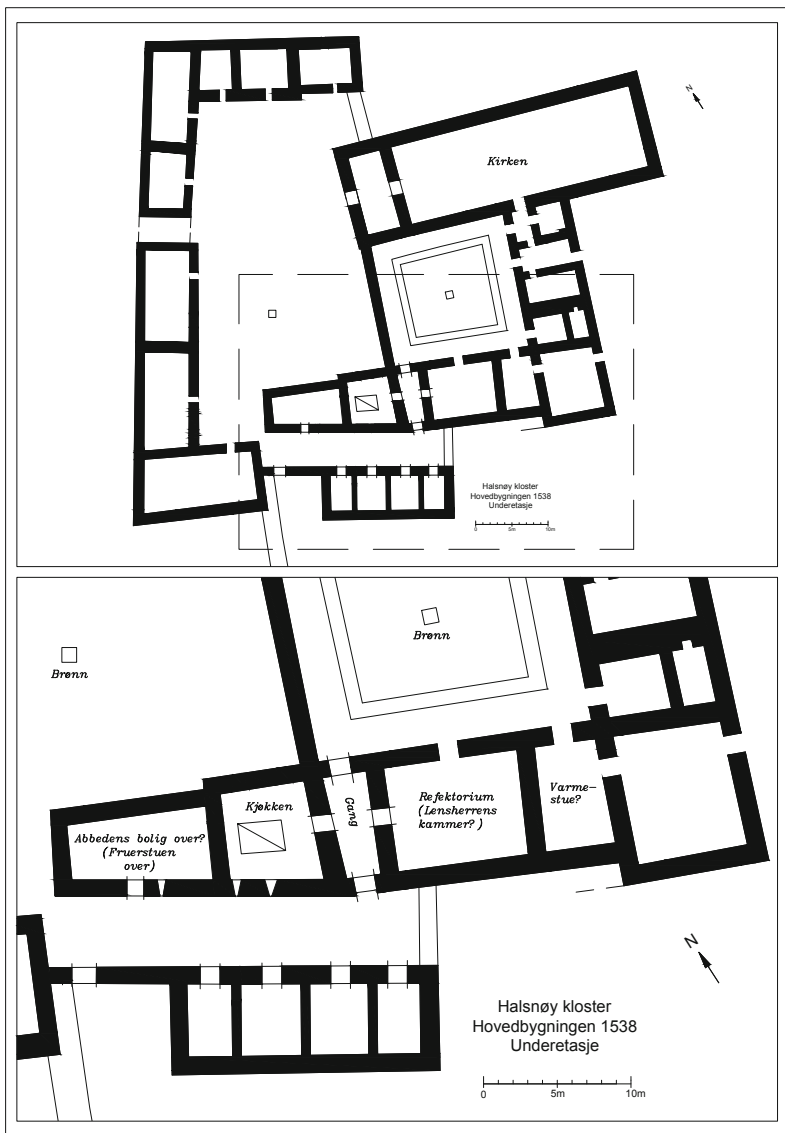 N
Kirken
Halsnøy kloster
Hovedbygningen 1538
Underetasje
0 5m 10m
Brønn
Brønn
Abbedens bolig over?
(Fruerstuen
over)
Kjøkken
Gang
Refektorium
(Lensherrens
kammer?)
Varme-
stue?
N
Halsnøy kloster
Hovedbygningen 1538
Underetasje
0 5m 10m